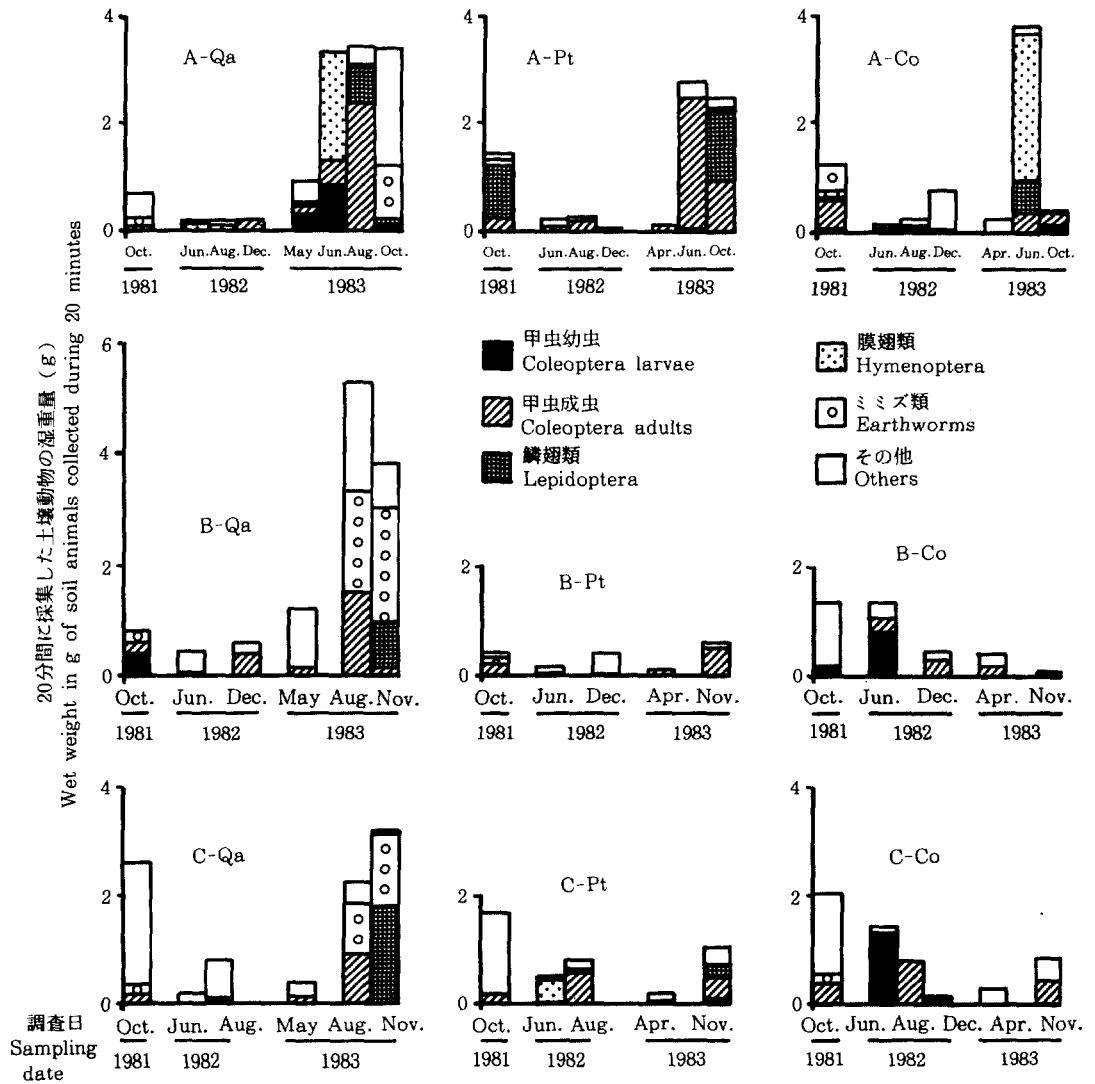 4
2
0
A-Qa
Oct. Jun. Aug. Dec. May Jun. Aug. Oct.
1981 1982 1983
4
2
0
A-Pt
Oct. Jun. Aug. Dec. Apr. Jun. Oct.
1981 1982 1983
4
2
0
A-Co
Oct. Jun. Aug. Dec. Apr. Jun. Oct.
1981 1982 1983
20分間に採集した土壌動物の湿重量(g)
Wet weight in g of soil animals collected during 20 minutes
甲虫幼虫
Coleoptera larvae
甲虫成虫
Coleoptera adults
鱗翅類
Lepidoptera
膜翅類
Hymenoptera
ミミズ類
Earthworms
その他
Others
6
4
2
0
B-Qa
Oct. Jun. Dec. May Aug. Nov.
1981 1982 1983
2
0
B-Pt
Oct. Jun. Dec. Apr. Nov.
1981 1982 1983
2
0
B-Co
Oct. Jun. Dec. Apr. Nov.
1981 1982 1983
4
2
0
C-Qa
Oct. Jun. Aug. May Aug. Nov.
1981 1982 1983
2
0
C-Pt
Oct. Jun. Aug. Apr. Nov.
1981 1982 1983
4
2
0
C-Co
Oct. Jun. Aug. Dec. Apr. Nov.
1981 1982 1983
調査日
Sampling
date